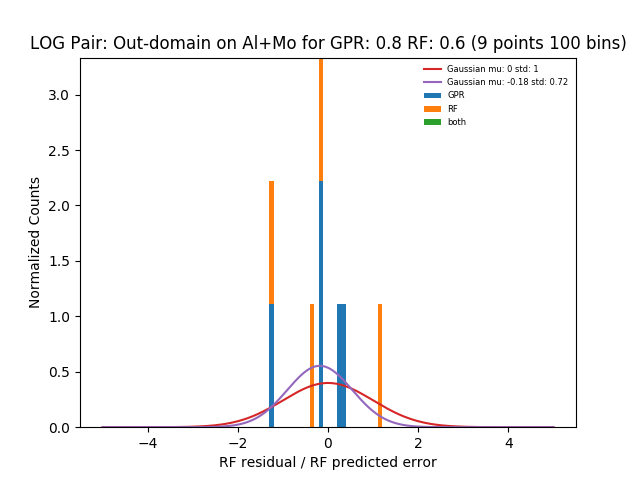 LOG Pair: Out-domain on Al+Mo for GPR: 0.8 RF: 0.6 (9 points 100 bins)
Gaussian mu: 0 std: 1
Gaussian mu: -0.18 std: 0.72
GPR
RF
both
Normalized Counts
3.0
2.5
2.0
1.5
1.0
0.5
0.0
−4
−2
0
2
4
RF residual / RF predicted error